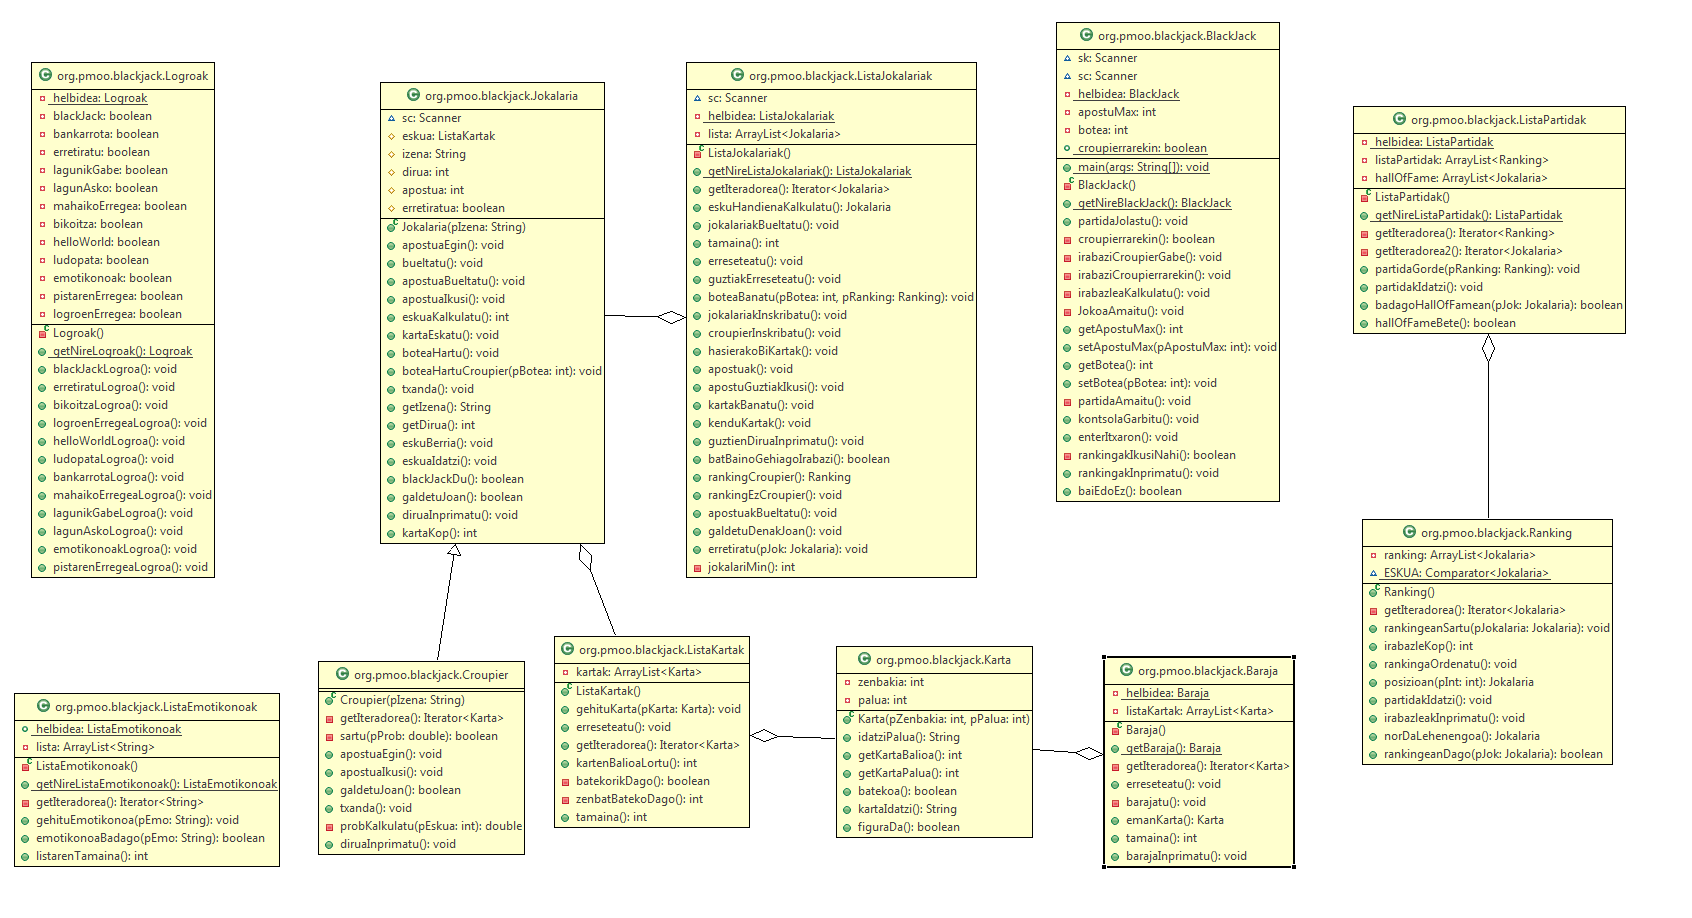 org.pmoo.blackjack.Logroak
helbidea: Logroak
blackJack: boolean
bankarrota: boolean
erretiratu: boolean
lagunikGabe: boolean
lagunAsko: boolean
mahaikoErregea: boolean
bikoitza: boolean
helloWorld: boolean
ludopata: boolean
emotikonoak: boolean
pistarenErregea: boolean
logroenErregea: boolean
Logroak()
getNireLogroak(): Logroak
blackJackLogroa(): void
erretiratuLogroa(): void
bikoitzaLogroa(): void
logroenErregeaLogroa(): void
helloWorldLogroa(): void
ludopataLogroa(): void
bankarrotaLogroa(): void
mahaikoErregeaLogroa(): void
lagunikGabeLogroa(): void
lagunAskoLogroa(): void
emotikonoakLogroa(): void
pistarenErregeaLogroa(): void
org.pmoo.blackjack.Jokalaria
sc: Scanner
eskua: ListaKartak
izena: String
dirua: int
apostua: int
erretiratua: boolean
Jokalaria(pIzena: String)
apostuaEgin(): void
bueltatu(): void
apostuaBueltatu(): void
apostuaIkusi(): void
eskuaKalkulatu(): int
kartaEskatu(): void
boteaHartu(): void
boteaHartuCroupier(pBotea: int): void
txanda(): void
getIzena(): String
getDirua(): int
eskuBerria(): void
eskuaIdatzi(): void
blackJackDu(): boolean
galdetuJoan(): boolean
diruaInprimatu(): void
kartaKop(): int
org.pmoo.blackjack.ListaJokalariak
sc: Scanner
helbidea: ListaJokalariak
lista: ArrayList<Jokalaria>
ListaJokalariak()
getNireListaJokalariak(): ListaJokalariak
getIteradorea(): Iterator<Jokalaria>
eskuHandienaKalkulatu(): Jokalaria
jokalariakBueltatu(): void
tamaina(): int
erreseteatu(): void
guztiakErreseteatu(): void
boteaBanatu(pBotea: int, pRanking: Ranking): void
jokalariakInskribatu(): void
croupierInskribatu(): void
hasierakoBiKartak(): void
apostuak(): void
apostuGuztiakIkusi(): void
kartakBanatu(): void
kenduKartak(): void
guztienDiruaInprimatu(): void
batBainoGehiagoIrabazi(): boolean
rankingCroupier(): Ranking
rankingEzCroupier(): void
apostuakBueltatu(): void
galdetuDenakJoan(): void
erretiratu(pJok: Jokalaria): void
jokalariMin(): int
org.pmoo.blackjack.BlackJack
sk: Scanner
sc: Scanner
helbidea: BlackJack
apostuMax: int
botea: int
croupierrarekin: boolean
main(args: String[]): void
BlackJack()
getNireBlackJack(): BlackJack
partidaJolastu(): void
croupierrarekin(): boolean
irabaziCroupierGabe(): void
irabaziCroupierrarekin(): void
irabazleaKalkulatu(): void
JokoaAmaitu(): void
getApostuMax(): int
setApostuMax(pApostuMax: int): void
getBotea(): int
setBotea(pBotea: int): void
partidaAmaitu(): void
kontsolaGarbitu(): void
enterItxaron(): void
rankingakIkusiNahi(): boolean
rankingakInprimatu(): void
baiEdoEz(): boolean
org.pmoo.blackjack.ListaPartidak
helbidea: ListaPartidak
listaPartidak: ArrayList<Ranking>
hallOfFame: ArrayList<Jokalaria>
ListaPartidak()
getNireListaPartidak(): ListaPartidak
getIteradorea(): Iterator<Ranking>
getIteradorea2(): Iterator<Jokalaria>
partidaGorde(pRanking: Ranking): void
partidakIdatzi(): void
badagoHallOfFamean(pJok: Jokalaria): boolean
hallOfFameBete(): boolean
org.pmoo.blackjack.Ranking
ranking: ArrayList<Jokalaria>
ESKUA: Comparator<Jokalaria>
Ranking()
getIteradorea(): Iterator<Jokalaria>
rankingeanSartu(pJokalaria: Jokalaria): void
irabazleKop(): int
rankingaOrdenatu(): void
posizioan(pInt: int): Jokalaria
partidakIdatzi(): void
irabazleakInprimatu(): void
norDaLehenengoa(): Jokalaria
rankingeanDago(pJok: Jokalaria): boolean
org.pmoo.blackjack.ListaEmotikonoak
helbidea: ListaEmotikonoak
lista: ArrayList<String>
ListaEmotikonoak()
getNireListaEmotikonoak(): ListaEmotikonoak
getIteradorea(): Iterator<String>
gehituEmotikonoa(pEmo: String): void
emotikonoaBadago(pEmo: String): boolean
listarenTamaina(): int
org.pmoo.blackjack.Croupier
Croupier(pIzena: String)
getIteradorea(): Iterator<Karta>
sartu(pProb: double): boolean
apostuaEgin(): void
apostuaIkusi(): void
galdetuJoan(): boolean
txanda(): void
probKalkulatu(pEskua: int): double
diruaInprimatu(): void
org.pmoo.blackjack.ListaKartak
kartak: ArrayList<Karta>
ListaKartak()
gehituKarta(pKarta: Karta): void
erreseteatu(): void
getIteradorea(): Iterator<Karta>
kartenBalioaLortu(): int
batekorikDago(): boolean
zenbatBatekoDago(): int
tamaina(): int
org.pmoo.blackjack.Karta
zenbakia: int
palua: int
Karta(pZenbakia: int, pPalua: int)
idatziPalua(): String
getKartaBalioa(): int
getKartaPalua(): int
batekoa(): boolean
kartaIdatzi(): String
figuraDa(): boolean
org.pmoo.blackjack.Baraja
helbidea: Baraja
listaKartak: ArrayList<Karta>
Baraja()
getBaraja(): Baraja
getIteradorea(): Iterator<Karta>
erreseteatu(): void
barajatu(): void
emanKarta(): Karta
tamaina(): int
barajaInprimatu(): void